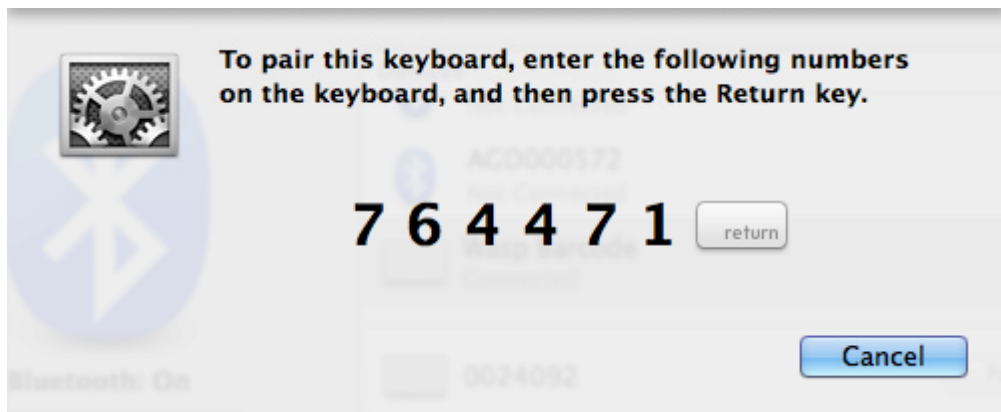 To pair this keyboard, enter the following numbers
on the keyboard, and then press the Return key.
AGD000572
Not Connected
7 6 4 4 7 1 return
Wasp Barcode
Connected
Cancel
Bluetooth: On
0024092